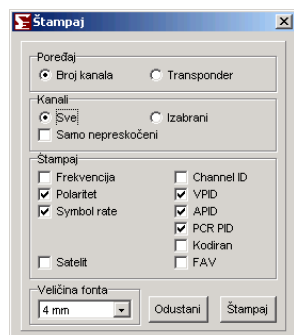 Štampaj
Poređaj
Broj kanala Transponder
Kanali
Sve Izabrani
Samo nepreskočeni
Štampaj
Frekvencija Channel ID
Polaritet VPID
Symbol rate APID
PCR PID
Kodiran
Satelit FAV
Veličina fonta
4 mm Odustani Štampaj